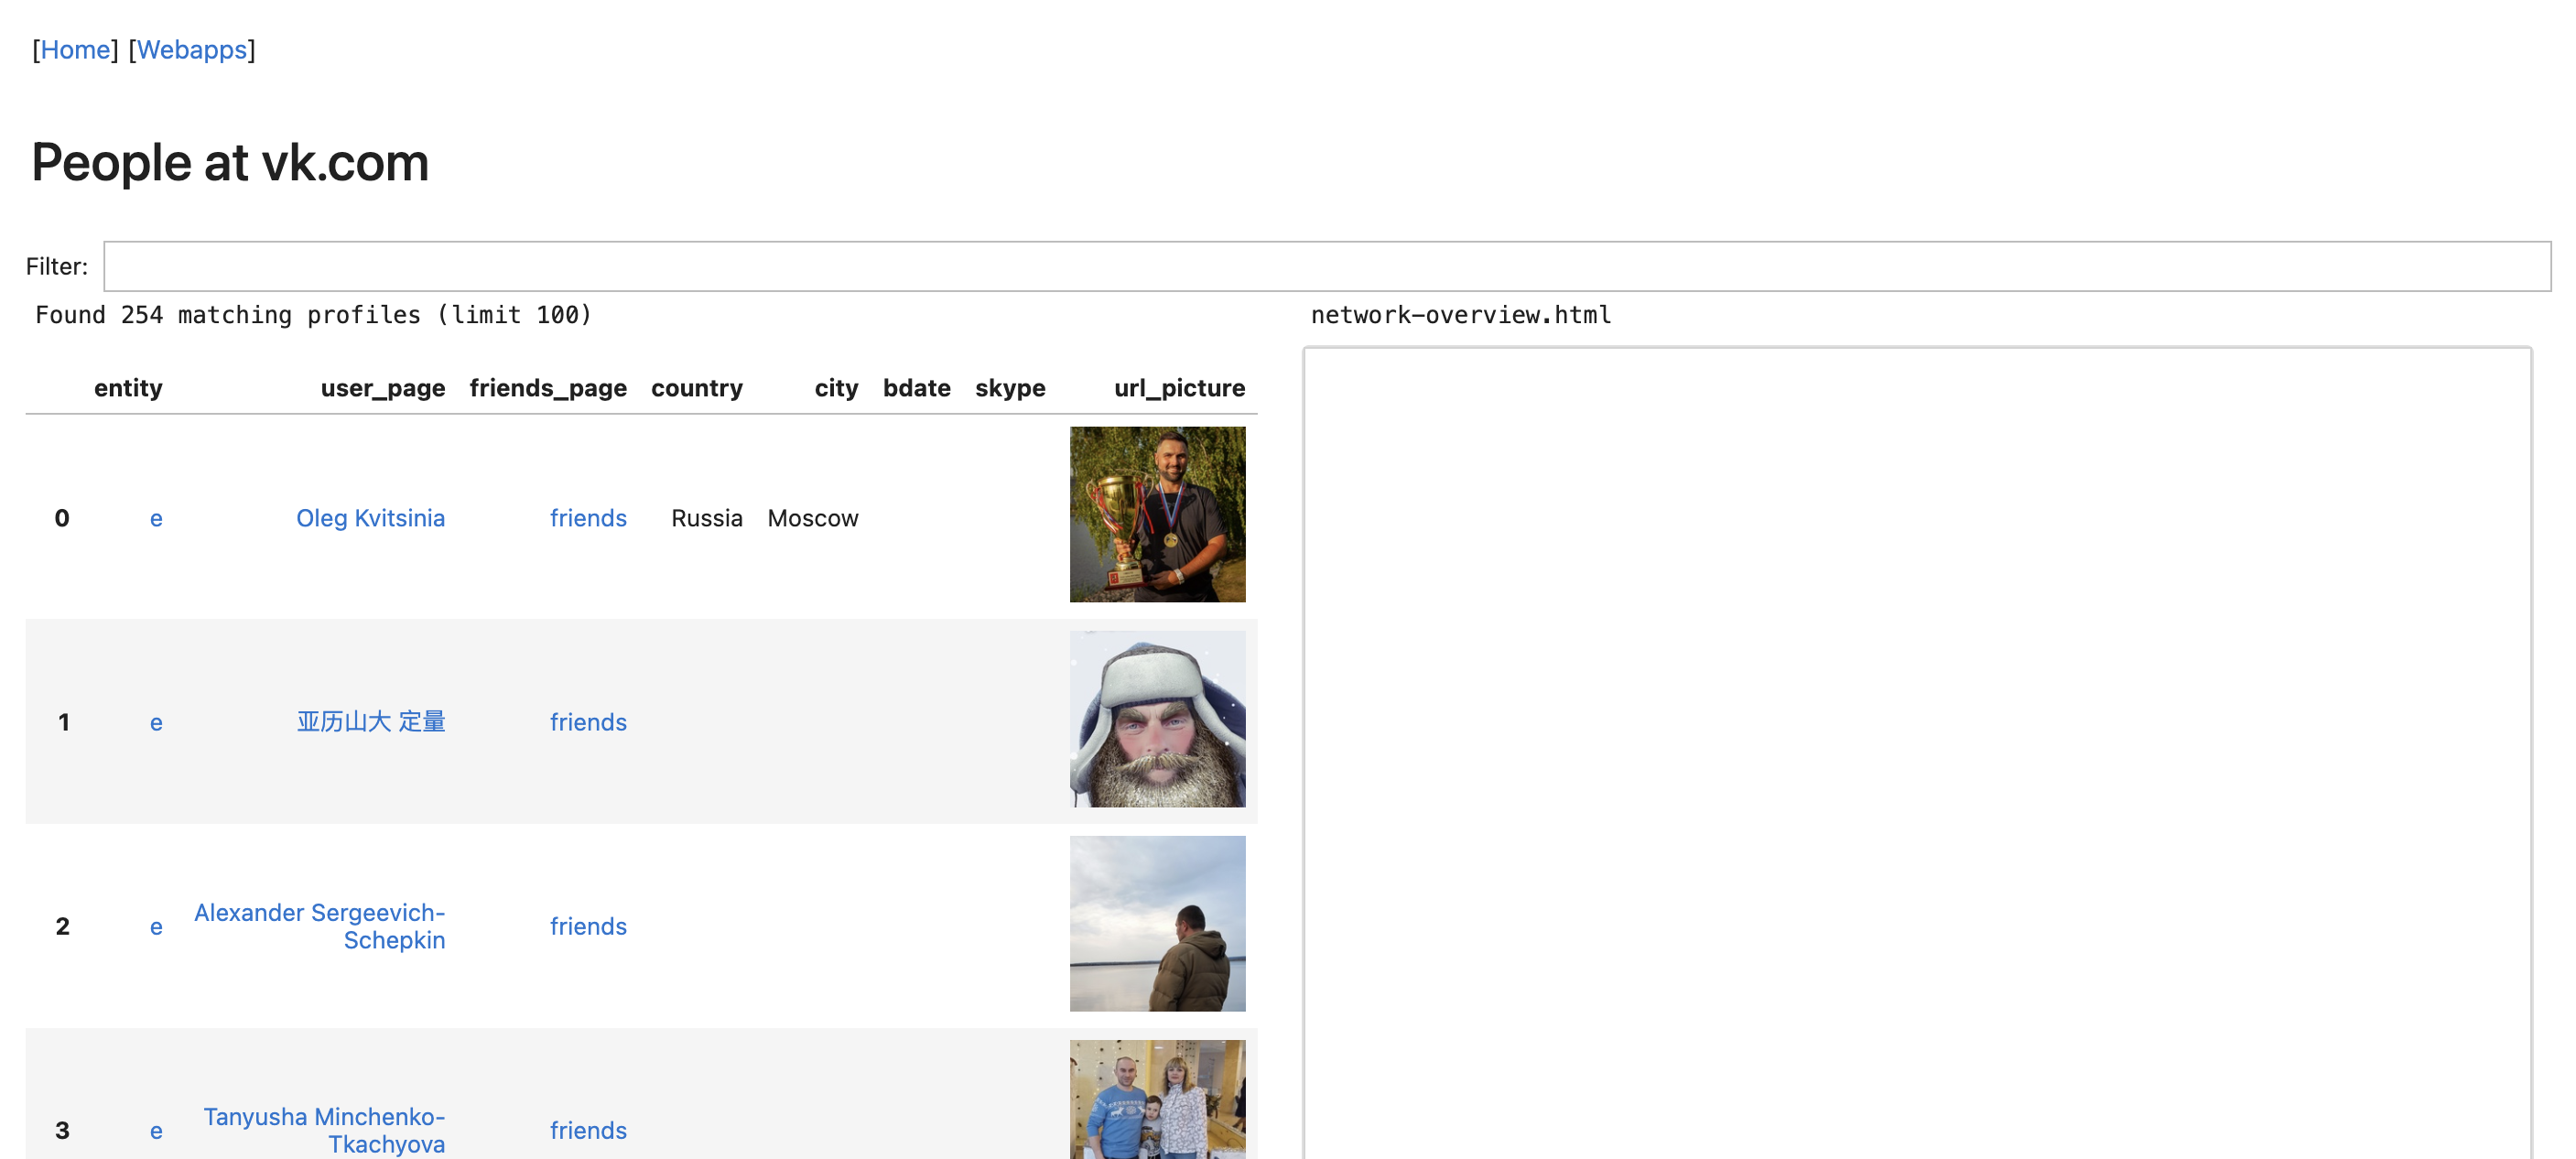 [Home] [Webapps]
People at vk.com
Filter:
Found 254 matching profiles (limit 100)
network-overview.html
entity user_page friends_page country city bdate skype url_picture
0 e Oleg Kvitsinia friends Russia Moscow
1 e 亚历山大 定量 friends
2 e Alexander Sergeevich-
Schepkin friends
3 e Tanyusha Minchenko-
Tkachyova friends